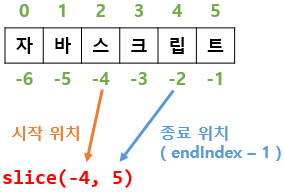 0 1 2 3 4 5
자 바 스 크 립 트
-6 -5 -4 -3 -2 -1
시작 위치
종료 위치
( endIndex – 1 )
slice(-4, 5)